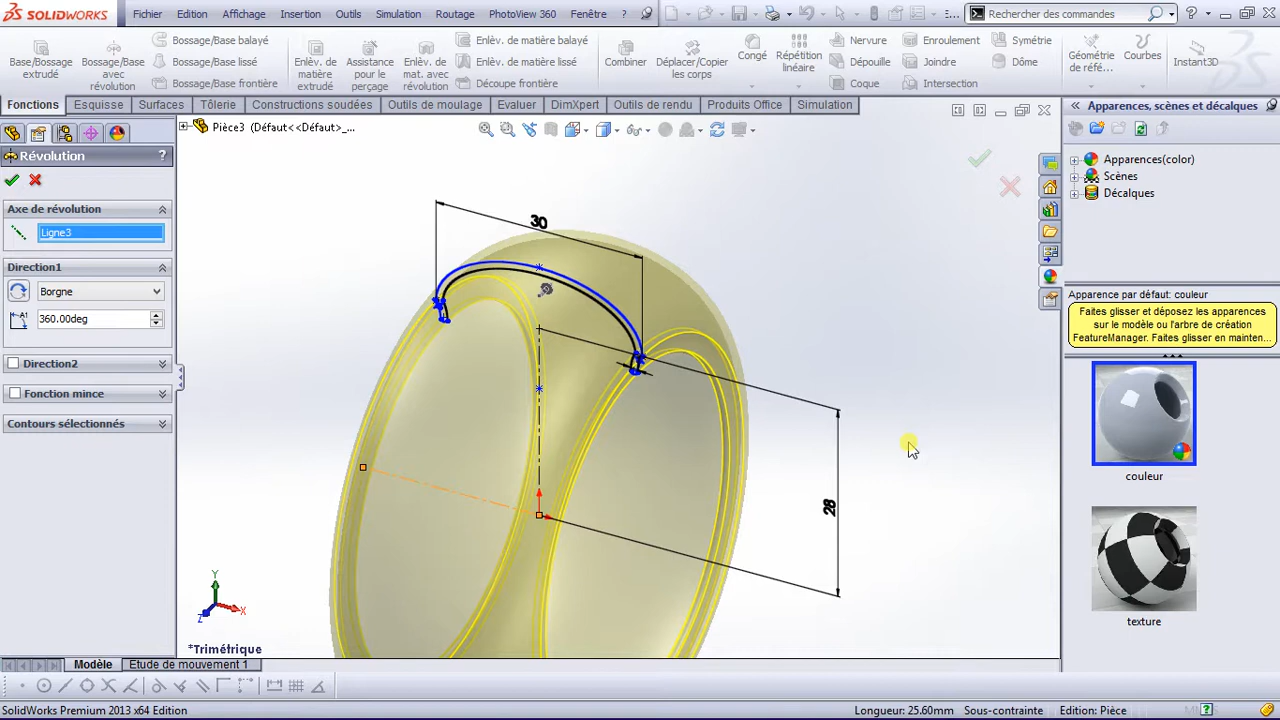 SOLIDWORKS Fichier Edition Affichage Insertion Outils Simulation Routage PhotoView 360 Fenêtre ? Rechercher des commandes
Base/Bossage extrudé
Bossage/Base avec révolution
Bossage/Base balayé
Bossage/Base lissé
Bossage/Base frontière
Enlèv. de matière extrudé
Assistance pour le perçage
Enlèv. de mat. avec révolution
Enlèv. de matière balayé
Enlèv. de matière lissé
Découpe frontière
Combiner
Déplacer/Copier les corps
Congé
Répétition linéaire
Nervure
Dépouille
Coque
Enroulement
Joindre
Intersection
Symétrie
Dôme
Géométrie de réfé...
Courbes
Instant3D
Fonctions Esquisse Surfaces Tôlerie Constructions soudées Outils de moulage Evaluer DimXpert Outils de rendu Produits Office Simulation
Apparences, scènes et décalques
Pièce3 (Défaut<<Défaut>_...
Révolution ?
Axe de révolution
Ligne3
Direction1
Borgne
360.00deg
Direction2
Fonction mince
Contours sélectionnés
30
28
Y
X
Z
*Trimétrique
Apparences(color)
Scènes
Décalques
Apparence par défaut: couleur
Faites glisser et déposez les apparences
sur le modèle ou l'arbre de création
FeatureManager. Faites glisser en mainten...
couleur
texture
Modèle Etude de mouvement 1
SolidWorks Premium 2013 x64 Edition Longueur: 25.60mm Sous-contrainte Edition: Pièce